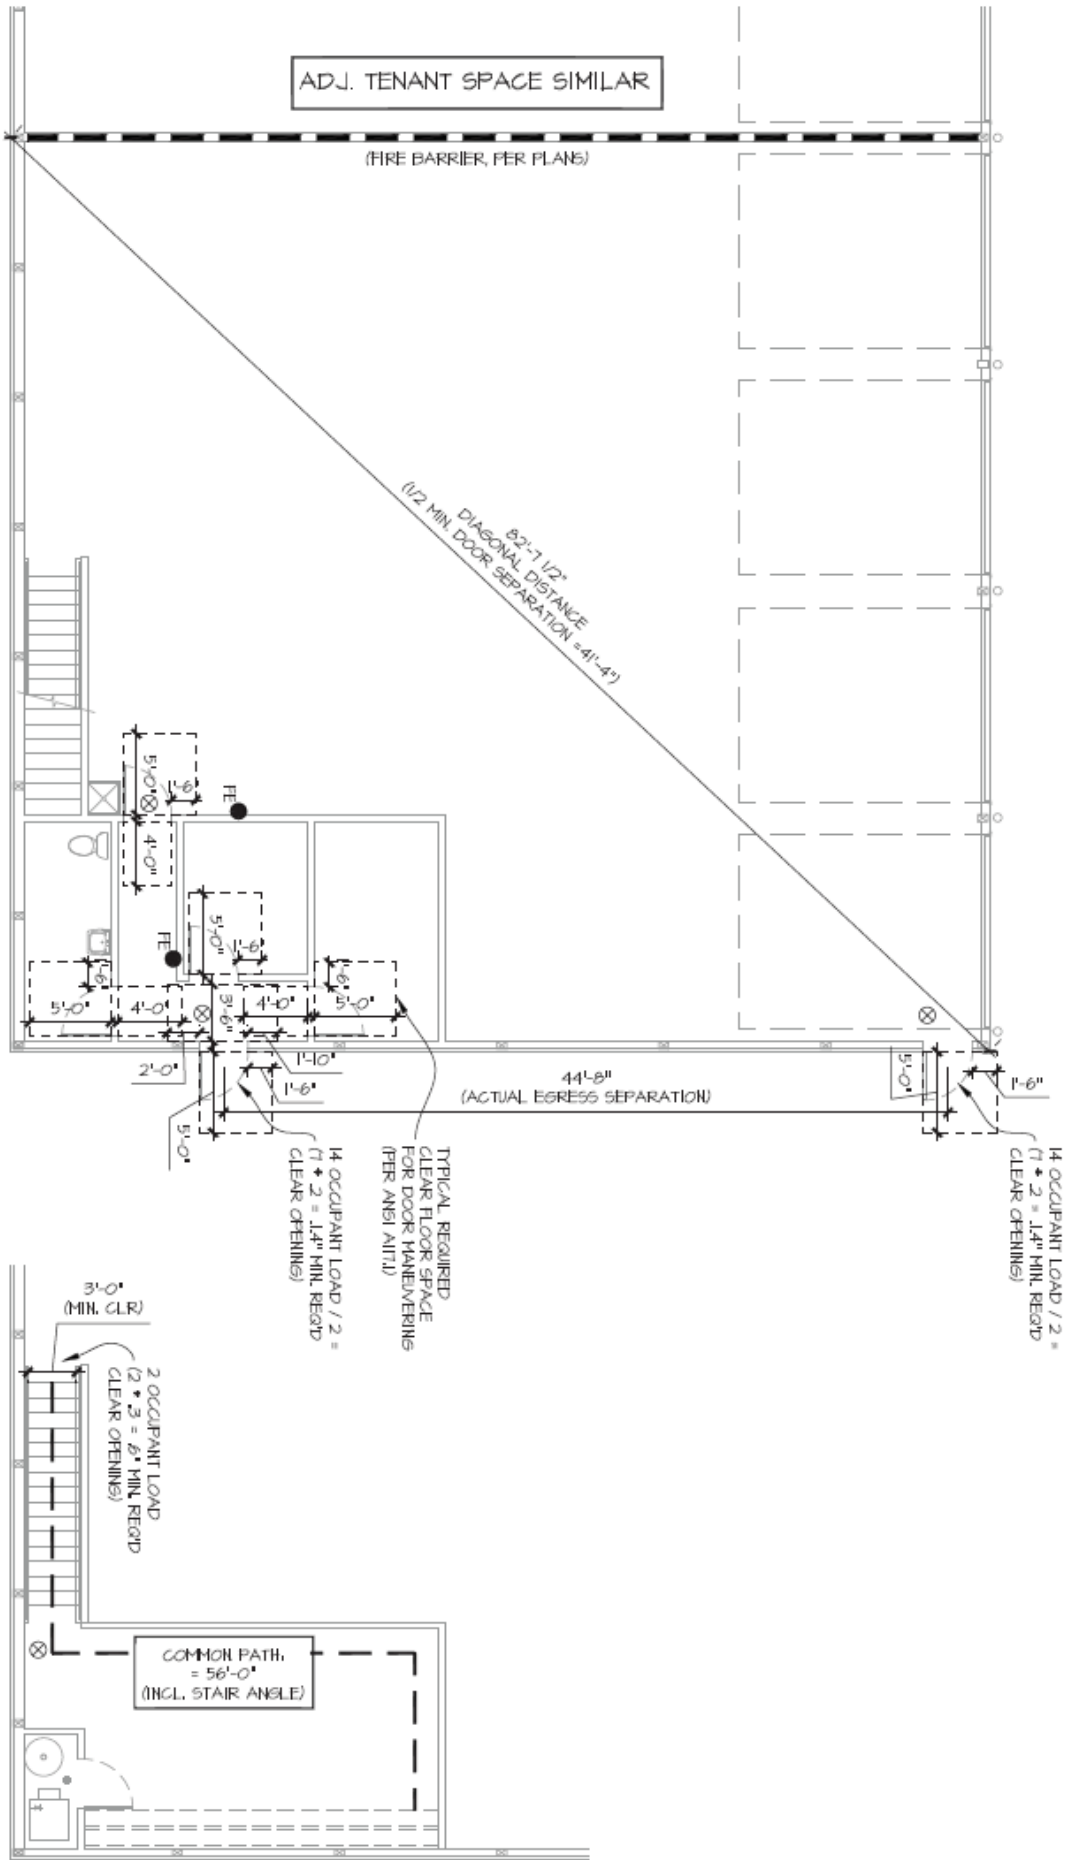 ADJ. TENANT SPACE SIMILAR
(FIRE BARRIER, PER PLANS)
82'-7 1/2"
DIAGONAL DISTANCE
(1/2 MIN. DOOR SEPARATION =41'-4")
5'-0"
1'-6"
FE
4'-0"
5'-0"
1'-6"
FE
1'-6"
1'-6"
5'-0"
4'-0"
3'-6"
4'-0"
5'-0"
2'-0"
1'-10"
1'-6"
5'-0"
44'-8"
(ACTUAL EGRESS SEPARATION)
5'-0"
1'-6"
14 OCCUPANT LOAD / 2 =
(7 * .2 = 1.4" MIN. REQ'D
CLEAR OPENING)
TYPICAL REQUIRED
CLEAR FLOOR SPACE
FOR DOOR MANEUVERING
(PER ANSI A117.1)
14 OCCUPANT LOAD / 2 =
(7 * .2 = 1.4" MIN. REQ'D
CLEAR OPENING)
3'-0"
(MIN. CLR)
2 OCCUPANT LOAD
(2 * .3 = .6" MIN. REQ'D
CLEAR OPENING)
COMMON PATH,
= 56'-0"
(INCL. STAIR ANGLE)